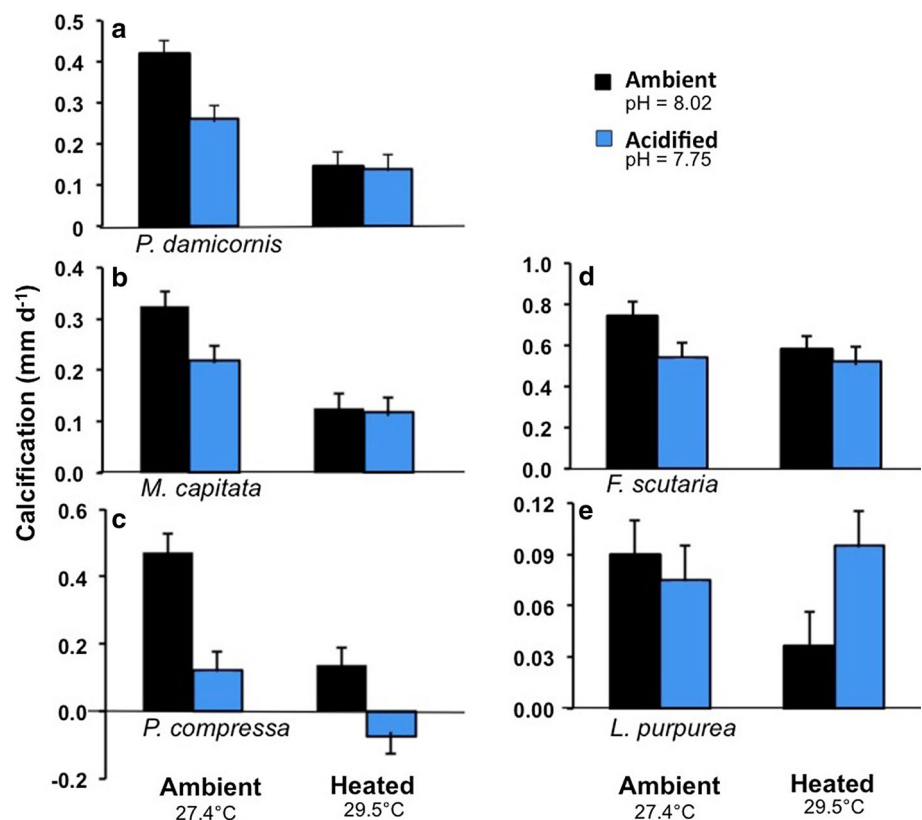 Calcification (mm d⁻¹)
a
0.5
0.4
0.3
0.2
0.1
0
P. damicornis
Ambient
pH = 8.02
Acidified
pH = 7.75
b
0.4
0.3
0.2
0.1
0.0
M. capitata
c
0.6
0.4
0.2
0.0
-0.2
P. compressa
Ambient
27.4°C
Heated
29.5°C
d
1.0
0.8
0.6
0.4
0.2
0.0
F. scutaria
e
0.12
0.09
0.06
0.03
0.00
L. purpurea
Ambient
27.4°C
Heated
29.5°C